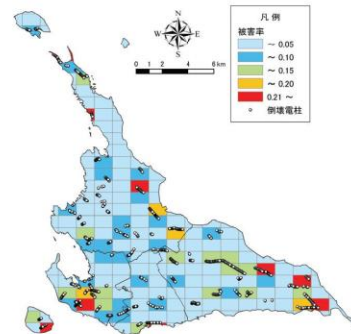 凡 例
被害率
～ 0.05
～ 0.10
～ 0.15
～ 0.20
0.21 ～
倒壊電柱
N
W E
S
0 1 2 4 6 km